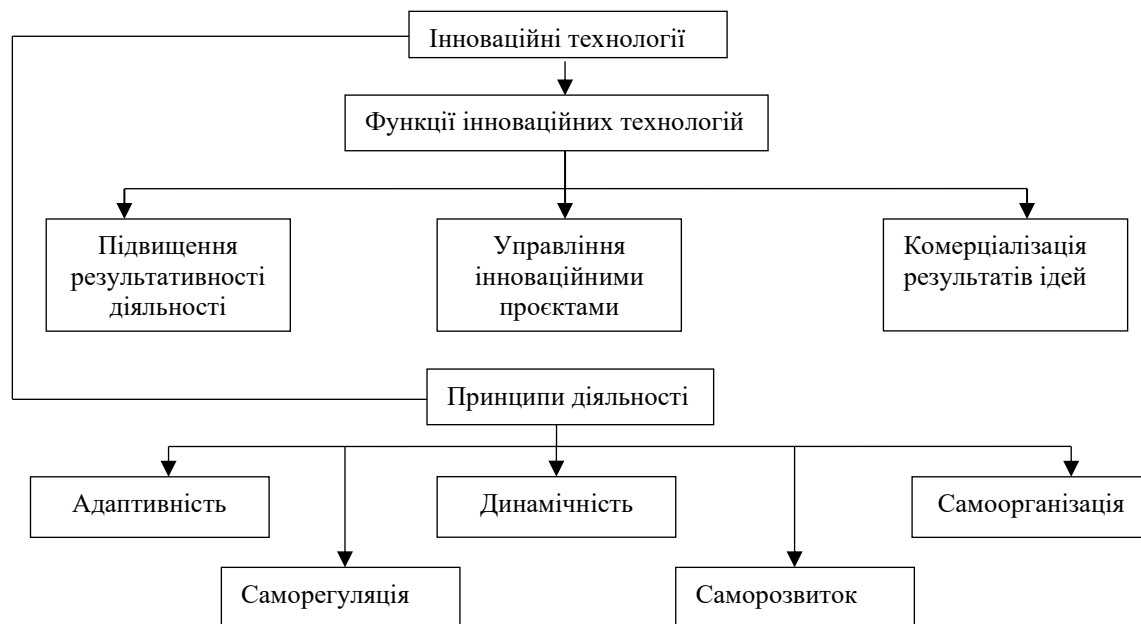 Інноваційні технології
Функції інноваційних технологій
Підвищення
результативності
діяльності
Управління
інноваційними
проєктами
Комерціалізація
результатів ідей
Принципи діяльності
Адаптивність
Динамічність
Самоорганізація
Саморегуляція
Саморозвиток